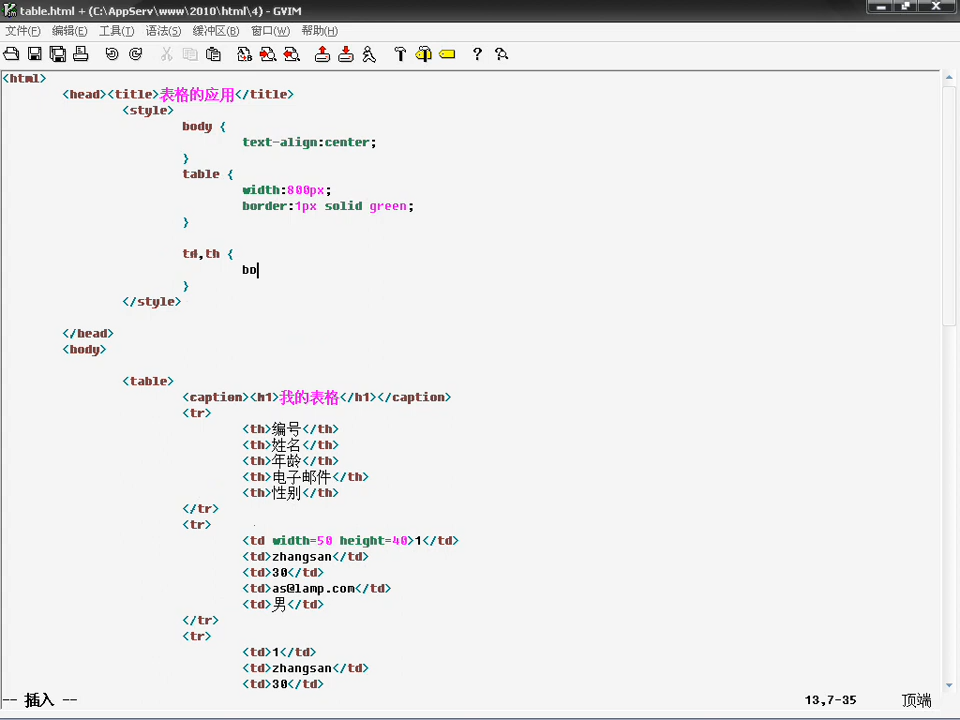 table.html + (C:\AppServ\www\2010\html\4) - GVIM
文件(F) 编辑(E) 工具(T) 语法(S) 缓冲区(B) 窗口(W) 帮助(H)
<html>
<head><title>表格的应用</title>
<style>
body {
text-align:center;
}
table {
width:800px;
border:1px solid green;
}
td,th {
bo
}
</style>
</head>
<body>
<table>
<caption><h1>我的表格</h1></caption>
<tr>
<th>编号</th>
<th>姓名</th>
<th>年龄</th>
<th>电子邮件</th>
<th>性别</th>
</tr>
<tr>
<td width=50 height=40>1</td>
<td>zhangsan</td>
<td>30</td>
<td>as@lamp.com</td>
<td>男</td>
</tr>
<tr>
<td>1</td>
<td>zhangsan</td>
<td>30</td>
-- 插入 -- 13,7-35 顶端